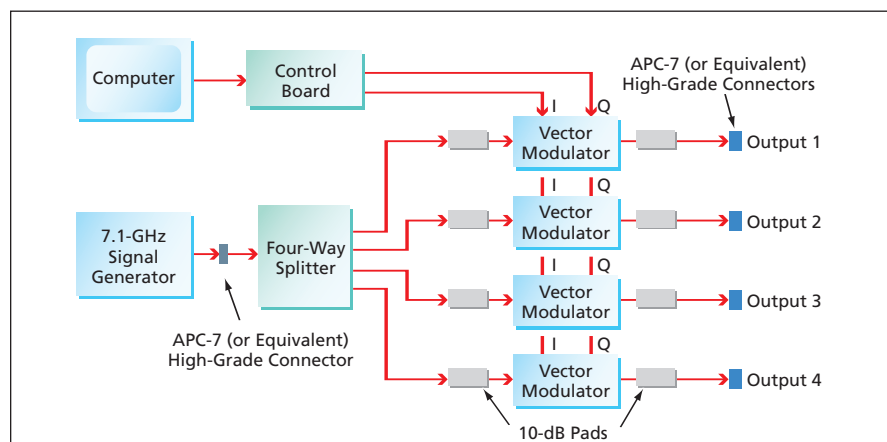 Computer
Control
Board
APC-7 (or Equivalent)
High-Grade Connectors
I
Q
Vector
Modulator
Output 1
I
Q
Vector
Modulator
Output 2
7.1-GHz
Signal
Generator
Four-Way
Splitter
I
Q
Vector
Modulator
Output 3
APC-7 (or Equivalent)
High-Grade Connector
I
Q
Vector
Modulator
Output 4
10-dB Pads